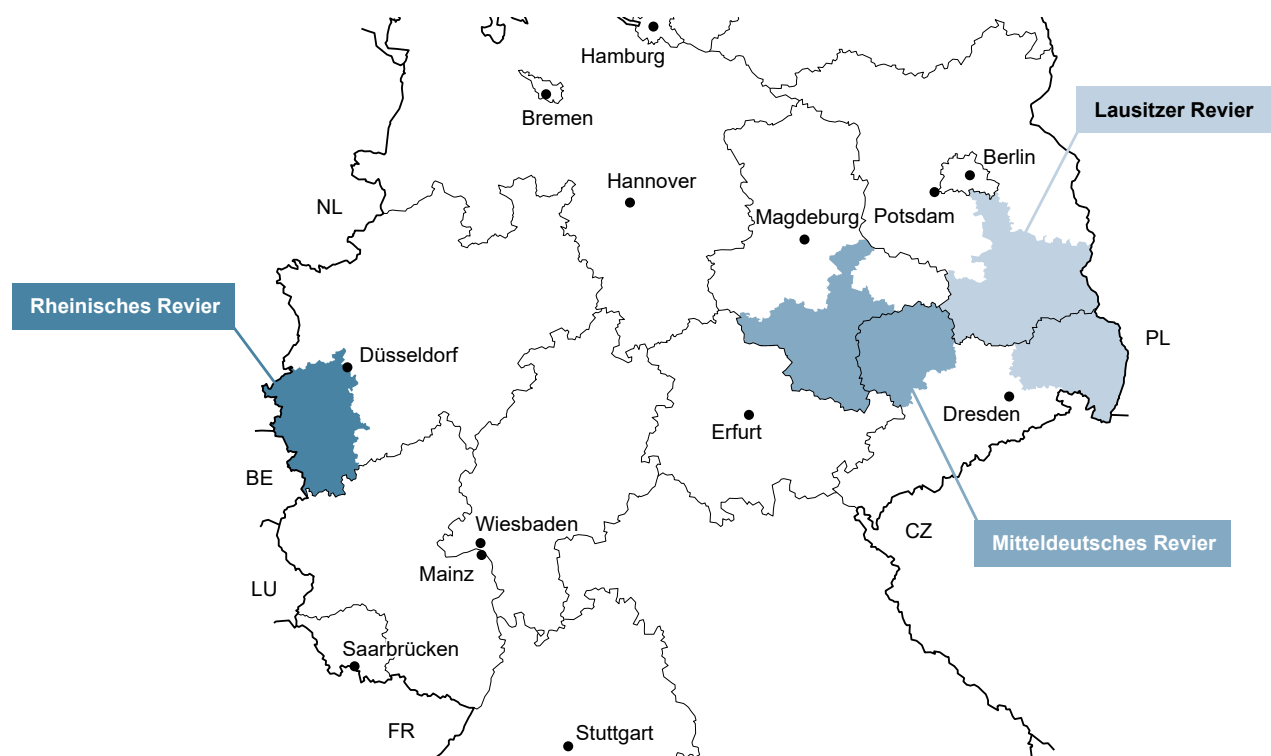 Hamburg
Lausitzer Revier
Bremen
Berlin
Hannover
NL
Magdeburg
Potsdam
Rheinisches Revier
PL
Düsseldorf
Dresden
Erfurt
BE
Wiesbaden
CZ
Mitteldeutsches Revier
Mainz
LU
Saarbrücken
FR
Stuttgart